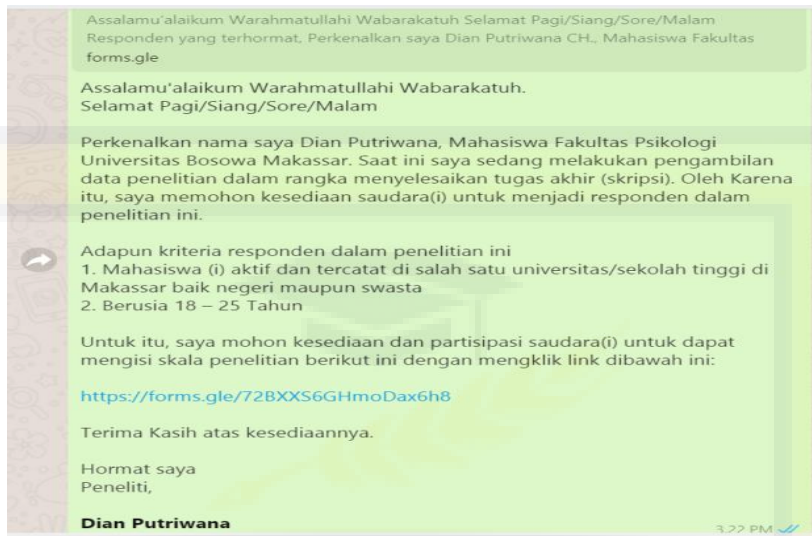 Assalamu'alaikum Warahmatullahi Wabarakatuh Selamat Pagi/Siang/Sore/Malam
Responden yang terhormat, Perkenalkan saya Dian Putriwana CH., Mahasiswa Fakultas
forms.gle
Assalamu'alaikum Warahmatullahi Wabarakatuh.
Selamat Pagi/Siang/Sore/Malam
Perkenalkan nama saya Dian Putriwana, Mahasiswa Fakultas Psikologi
Universitas Bosowa Makassar. Saat ini saya sedang melakukan pengambilan
data penelitian dalam rangka menyelesaikan tugas akhir (skripsi). Oleh Karena
itu, saya memohon kesediaan saudara(i) untuk menjadi responden dalam
penelitian ini.
Adapun kriteria responden dalam penelitian ini
1. Mahasiswa (i) aktif dan tercatat di salah satu universitas/sekolah tinggi di
Makassar baik negeri maupun swasta
2. Berusia 18 – 25 Tahun
Untuk itu, saya mohon kesediaan dan partisipasi saudara(i) untuk dapat
mengisi skala penelitian berikut ini dengan mengklik link dibawah ini:
https://forms.gle/72BXXS6GHmoDax6h8
Terima Kasih atas kesediaannya.
Hormat saya
Peneliti,
Dian Putriwana
3.22 PM